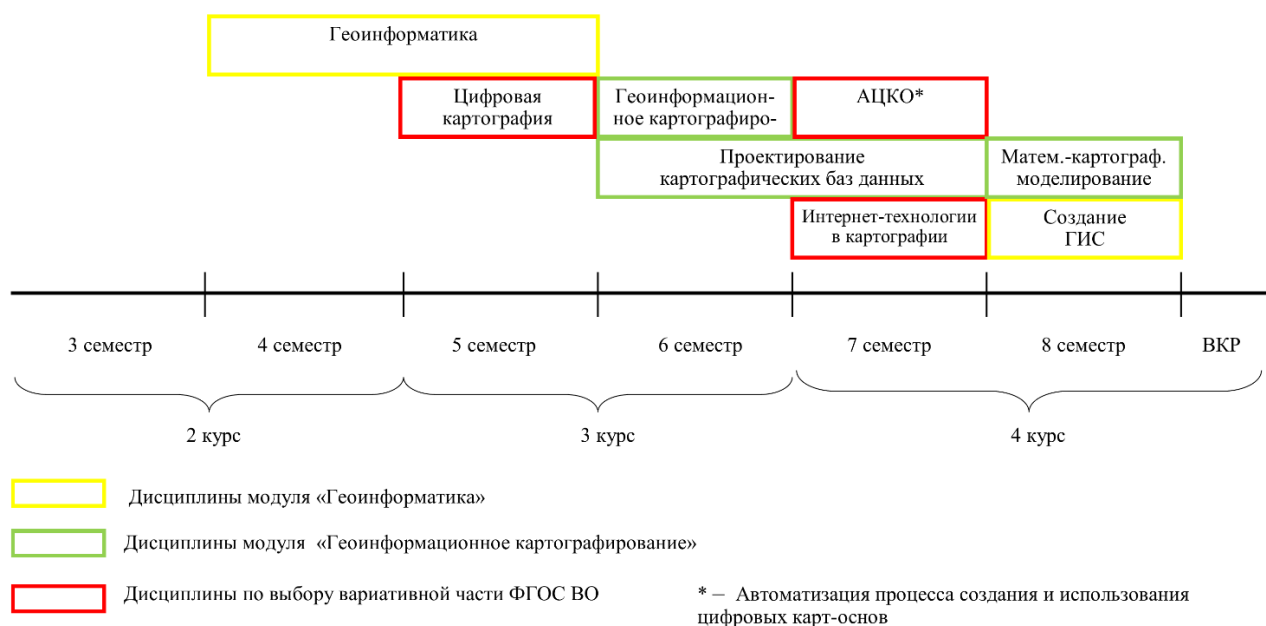 Геоинформатика
Цифровая
картография
Геоинформацион-
ное картографиро-
АЦКО*
Проектирование
картографических баз данных
Матем.-картограф.
моделирование
Интернет-технологии
в картографии
Создание
ГИС
3 семестр
4 семестр
5 семестр
6 семестр
7 семестр
8 семестр
ВКР
2 курс
3 курс
4 курс
Дисциплины модуля «Геоинформатика»
Дисциплины модуля «Геоинформационное картографирование»
Дисциплины по выбору вариативной части ФГОС ВО
* – Автоматизация процесса создания и использования
цифровых карт-основ